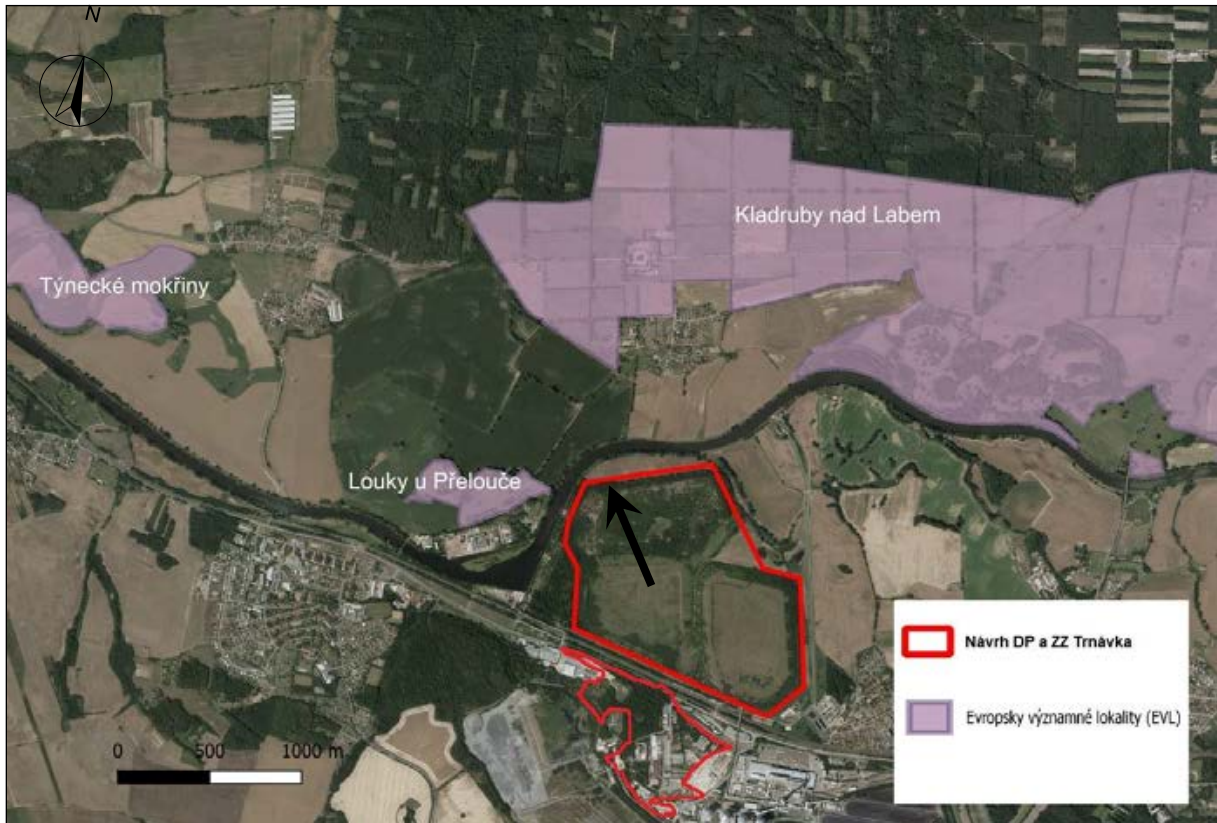 N
Kladruby nad Labem
Týnecké mokřiny
Louky u Přelouče
Návrh DP a ZZ Trnávka
Evropsky významné lokality (EVL)
0 500 1000 m